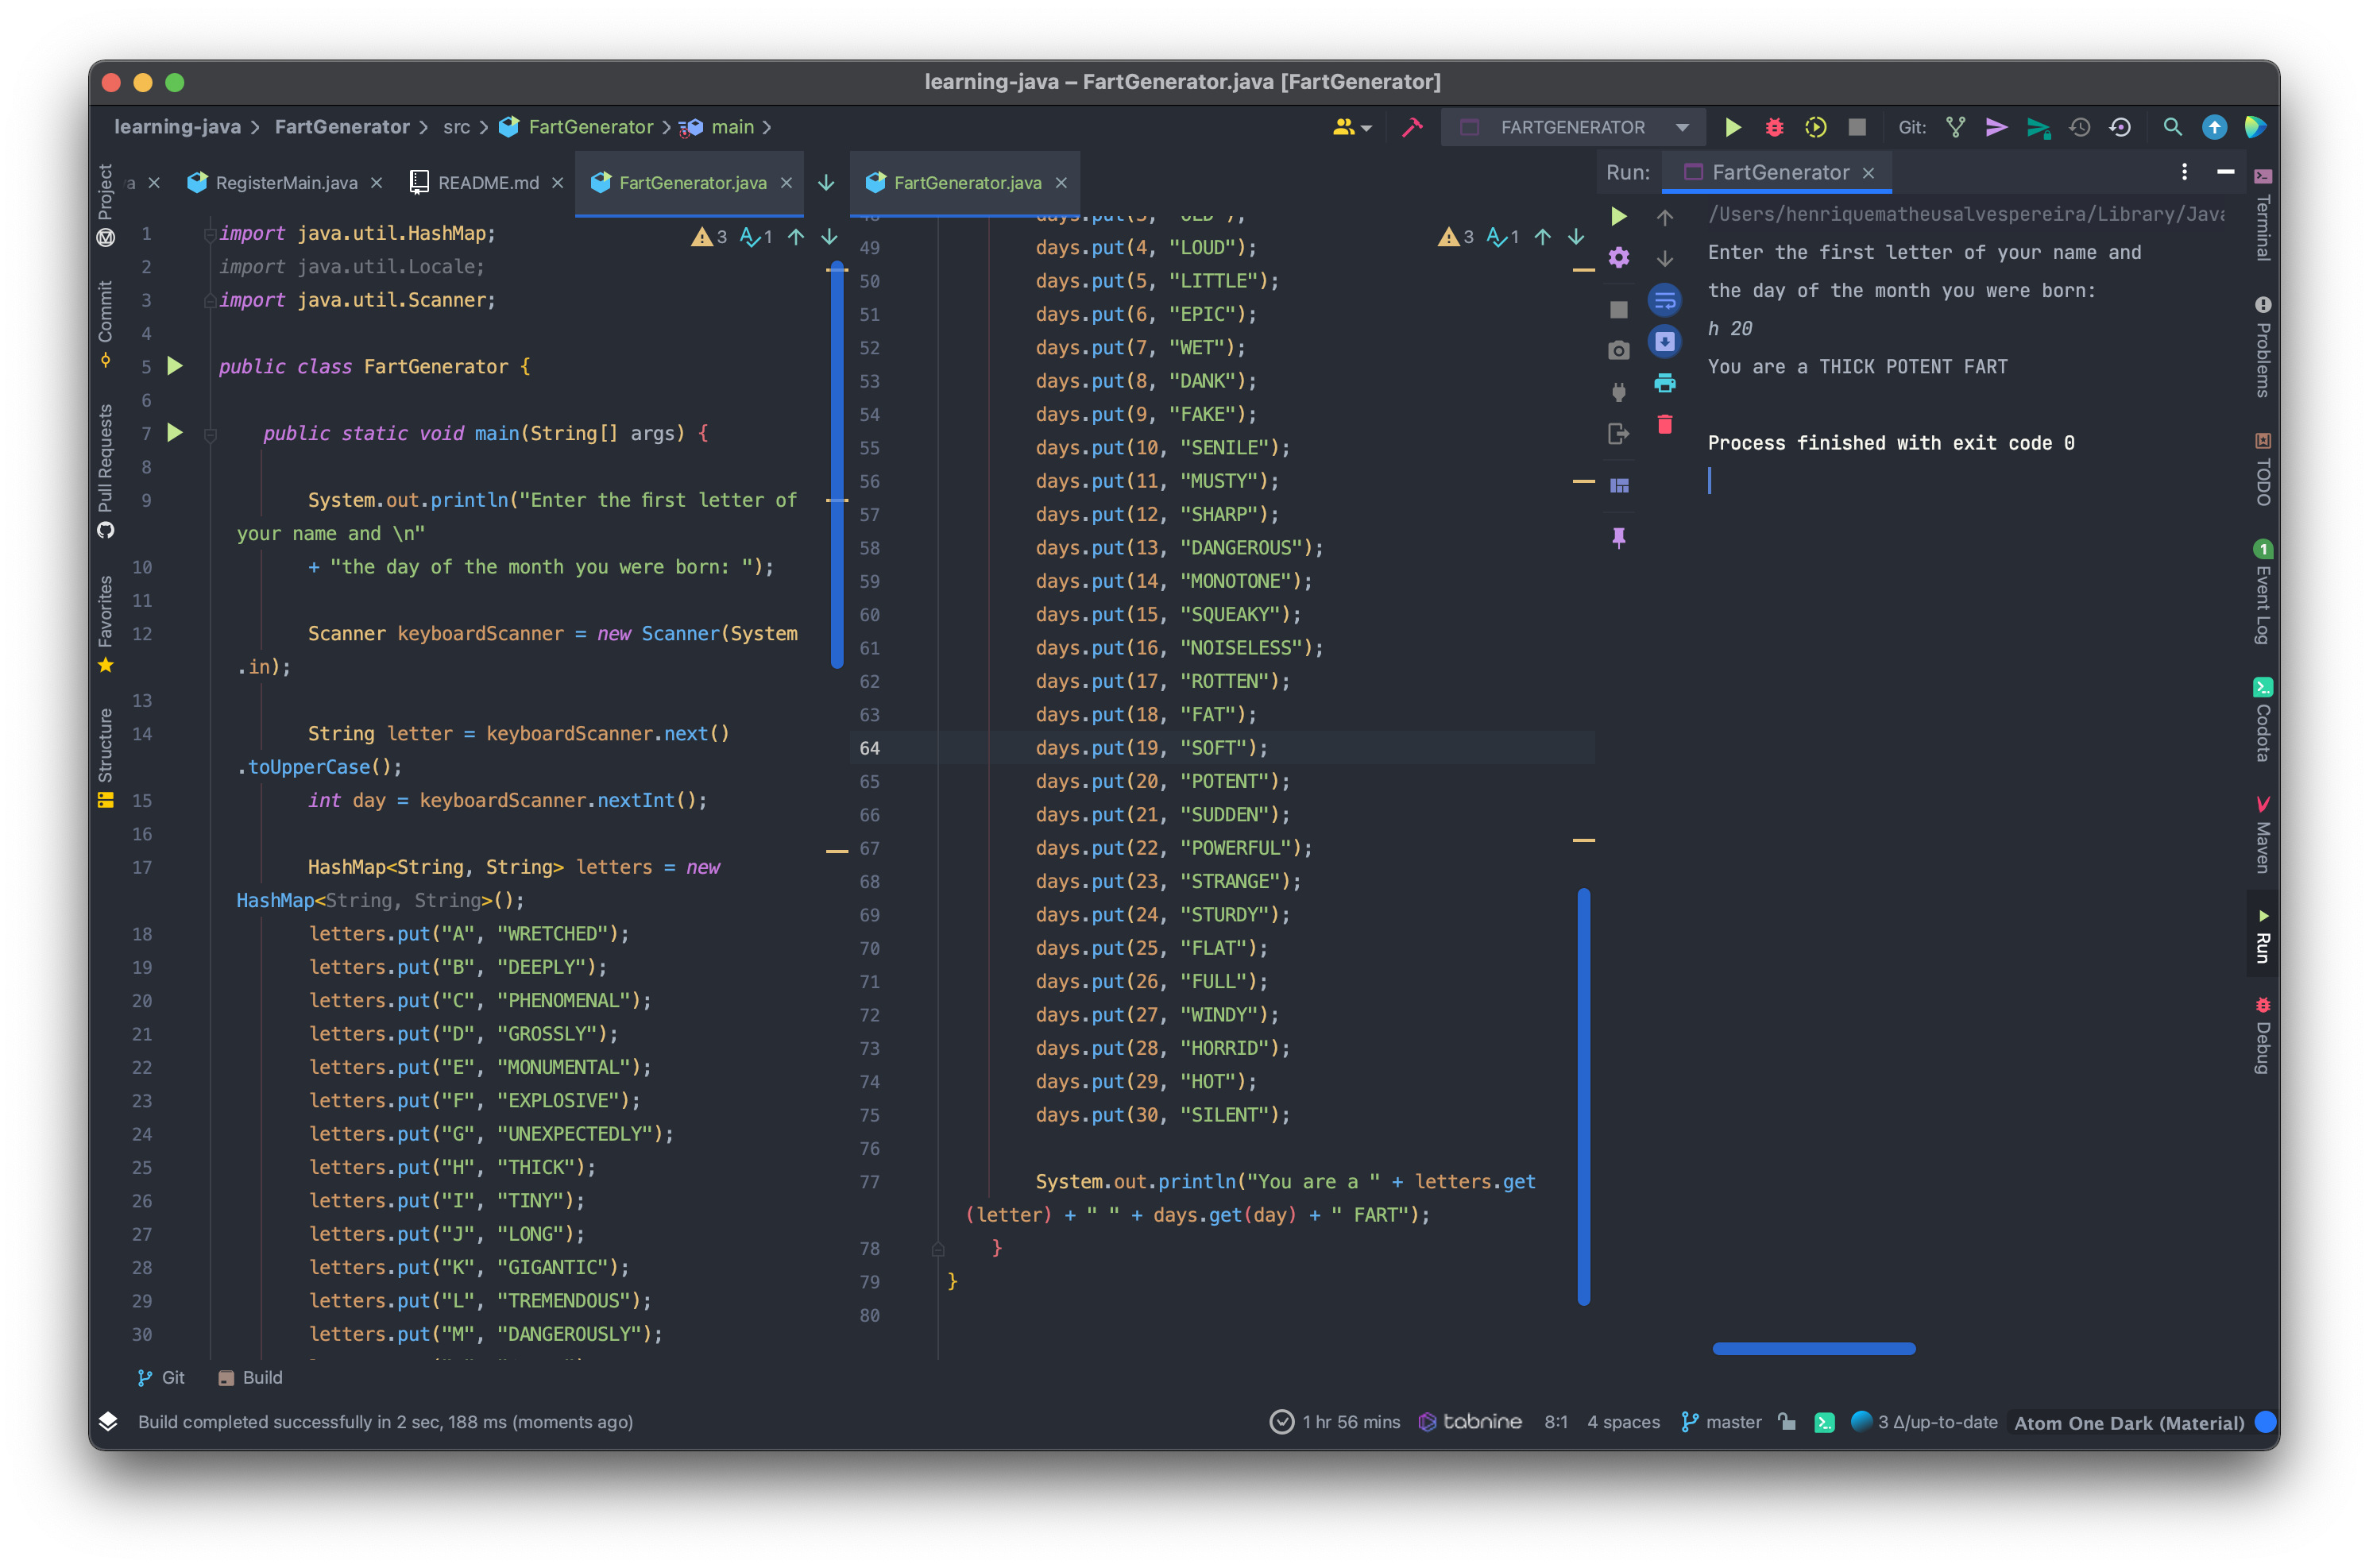 learning-java – FartGenerator.java [FartGenerator]
learning-java
FartGenerator
src
FartGenerator
main
FARTGENERATOR
Git:
Project
Commit
Pull Requests
Favorites
Structure
RegisterMain.java
README.md
FartGenerator.java
3 1
1 import java.util.HashMap;
2 import java.util.Locale;
3 import java.util.Scanner;
4
5 public class FartGenerator {
6
7 public static void main(String[] args) {
8
9 System.out.println("Enter the first letter of
your name and \n"
10 + "the day of the month you were born: ");
11
12 Scanner keyboardScanner = new Scanner(System
.in);
13
14 String letter = keyboardScanner.next()
.toUpperCase();
15 int day = keyboardScanner.nextInt();
16
17 HashMap<String, String> letters = new
HashMap<String, String>();
18 letters.put("A", "WRETCHED");
19 letters.put("B", "DEEPLY");
20 letters.put("C", "PHENOMENAL");
21 letters.put("D", "GROSSLY");
22 letters.put("E", "MONUMENTAL");
23 letters.put("F", "EXPLOSIVE");
24 letters.put("G", "UNEXPECTEDLY");
25 letters.put("H", "THICK");
26 letters.put("I", "TINY");
27 letters.put("J", "LONG");
28 letters.put("K", "GIGANTIC");
29 letters.put("L", "TREMENDOUS");
30 letters.put("M", "DANGEROUSLY");
FartGenerator.java
3 1
49 days.put(4, "LOUD");
50 days.put(5, "LITTLE");
51 days.put(6, "EPIC");
52 days.put(7, "WET");
53 days.put(8, "DANK");
54 days.put(9, "FAKE");
55 days.put(10, "SENILE");
56 days.put(11, "MUSTY");
57 days.put(12, "SHARP");
58 days.put(13, "DANGEROUS");
59 days.put(14, "MONOTONE");
60 days.put(15, "SQUEAKY");
61 days.put(16, "NOISELESS");
62 days.put(17, "ROTTEN");
63 days.put(18, "FAT");
64 days.put(19, "SOFT");
65 days.put(20, "POTENT");
66 days.put(21, "SUDDEN");
67 days.put(22, "POWERFUL");
68 days.put(23, "STRANGE");
69 days.put(24, "STURDY");
70 days.put(25, "FLAT");
71 days.put(26, "FULL");
72 days.put(27, "WINDY");
73 days.put(28, "HORRID");
74 days.put(29, "HOT");
75 days.put(30, "SILENT");
76
77 System.out.println("You are a " + letters.get
(letter) + " " + days.get(day) + " FART");
78 }
79 }
80
Run: FartGenerator
/Users/henriquematheusalvespereira/Library/Java
Enter the first letter of your name and
the day of the month you were born:
h 20
You are a THICK POTENT FART
Process finished with exit code 0
Terminal
Problems
TODO
1
Event Log
Codota
Maven
Run
Debug
Git
Build
Build completed successfully in 2 sec, 188 ms (moments ago)
1 hr 56 mins
tabnine
8:1
4 spaces
master
3 Δ/up-to-date
Atom One Dark (Material)